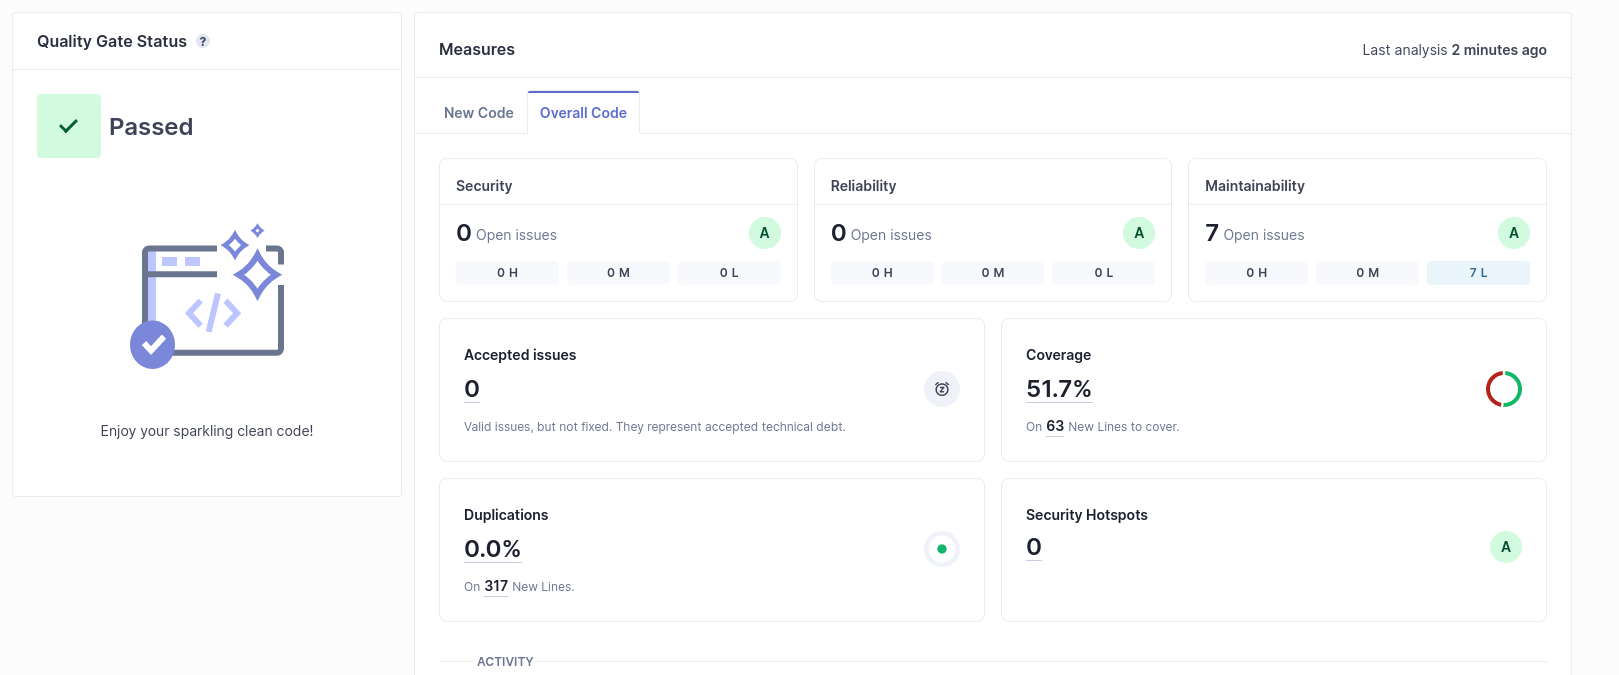 Quality Gate Status ?
Passed
Enjoy your sparkling clean code!
Measures
Last analysis 2 minutes ago
New Code
Overall Code
Security
0 Open issues
A
0 H
0 M
0 L
Reliability
0 Open issues
A
0 H
0 M
0 L
Maintainability
7 Open issues
A
0 H
0 M
7 L
Accepted issues
0
Valid issues, but not fixed. They represent accepted technical debt.
Coverage
51.7%
On 63 New Lines to cover.
Duplications
0.0%
On 317 New Lines.
Security Hotspots
0
A
ACTIVITY